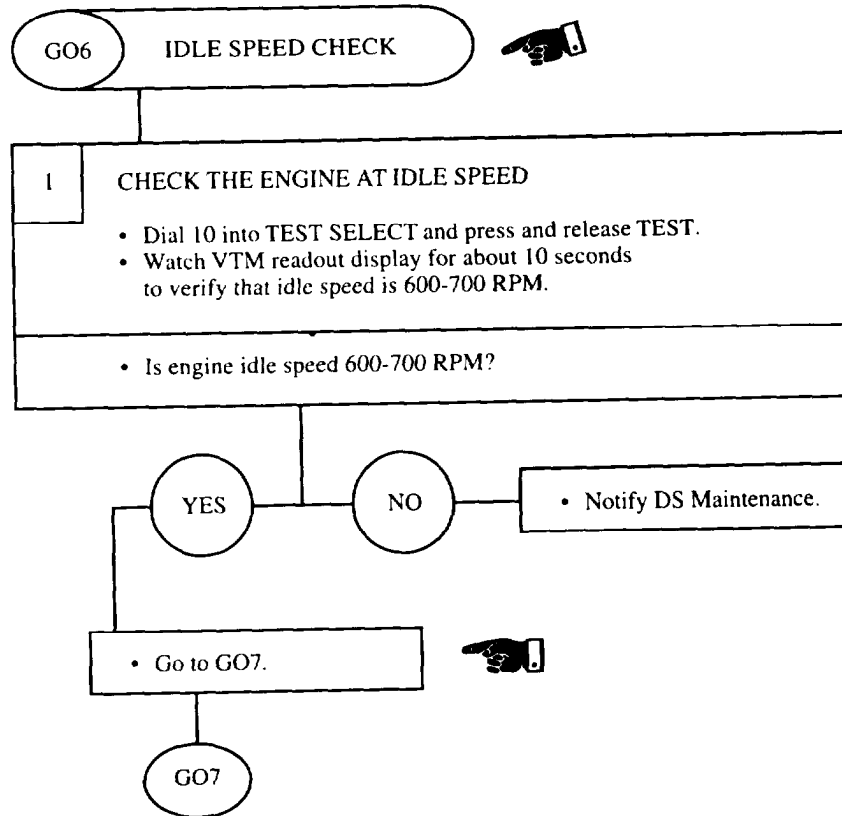 GO6 IDLE SPEED CHECK
1 CHECK THE ENGINE AT IDLE SPEED
• Dial 10 into TEST SELECT and press and release TEST.
• Watch VTM readout display for about 10 seconds
to verify that idle speed is 600-700 RPM.
• Is engine idle speed 600-700 RPM?
YES NO • Notify DS Maintenance.
• Go to GO7.
GO7